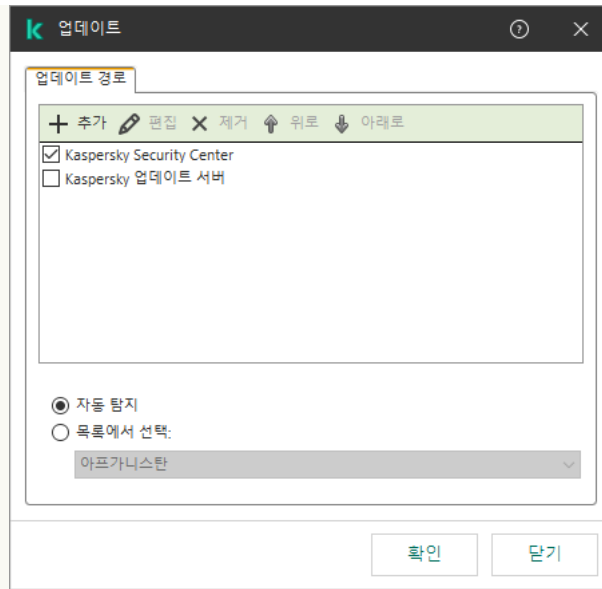 업데이트
업데이트 경로
추가 편집 제거 위로 아래로
Kaspersky Security Center
Kaspersky 업데이트 서버
자동 탐지
목록에서 선택:
아프가니스탄
확인 닫기